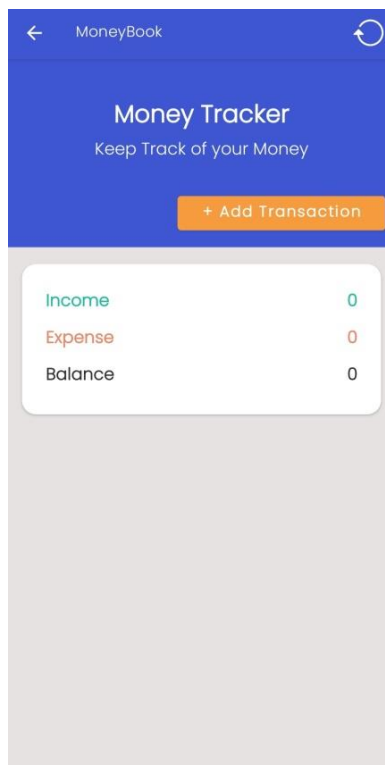 MoneyBook
Money Tracker
Keep Track of your Money
+ Add Transaction
Income 0
Expense 0
Balance 0